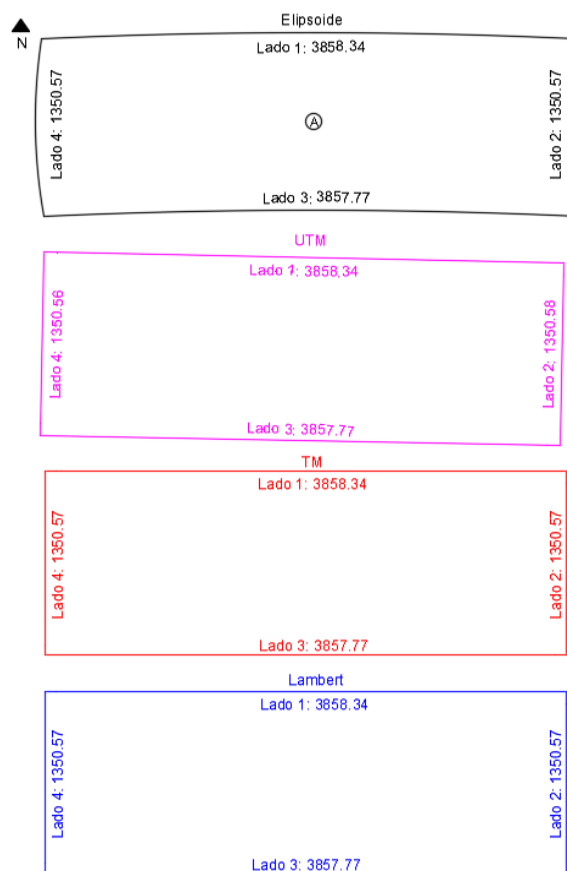 Elipsoide
N
Lado 1: 3858.34
Lado 4: 1350.57
A
Lado 2: 1350.57
Lado 3: 3857.77
UTM
Lado 1: 3858.34
Lado 4: 1350.56
Lado 2: 1350.58
Lado 3: 3857.77
TM
Lado 1: 3858.34
Lado 4: 1350.57
Lado 2: 1350.57
Lado 3: 3857.77
Lambert
Lado 1: 3858.34
Lado 4: 1350.57
Lado 2: 1350.57
Lado 3: 3857.77